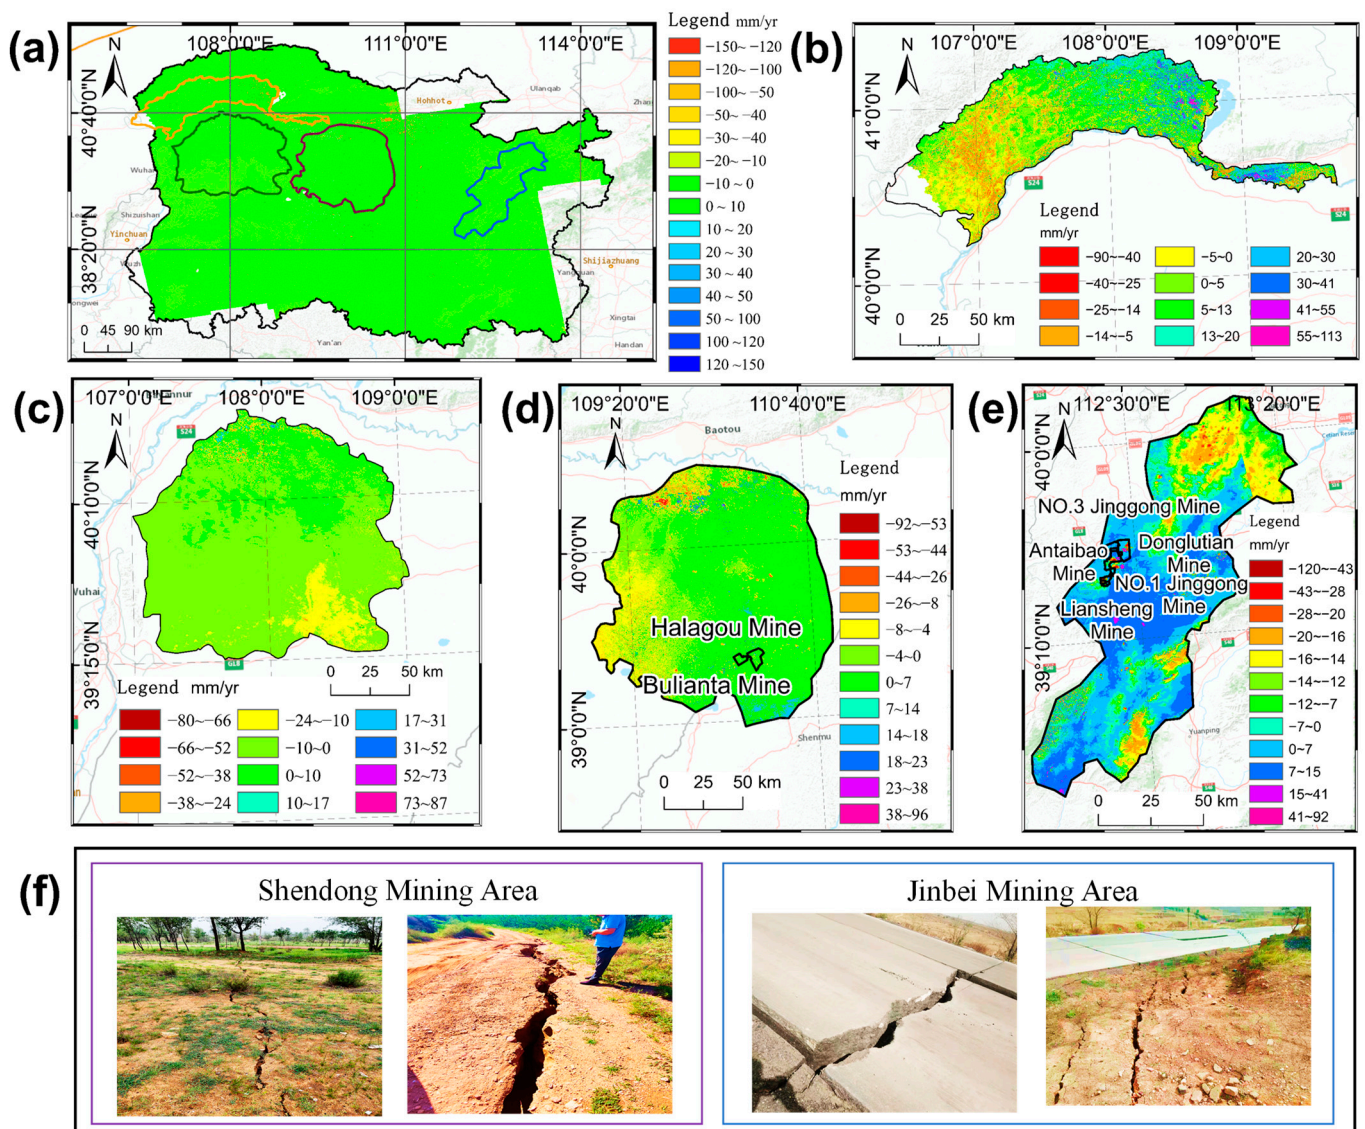 (a)
N
108°0'0"E
111°0'0"E
114°0'0"E
40°40'0"N
38°20'0"N
Hohhot
Ulanqab
Wuhai
Shizuishan
Yinchuan
Shijiazhuang
Yangquan
Xingtai
Handan
Yan'an
0 45 90 km
Legend mm/yr
−150~ −120
−120~ −100
−100~ −50
−50~ −40
−30~ −40
−20~ −10
−10 ~ 0
0 ~ 10
10 ~ 20
20 ~ 30
30 ~ 40
40 ~ 50
50 ~ 100
100 ~120
120 ~150
(b)
N
107°0'0"E
108°0'0"E
109°0'0"E
41°0'0"N
40°0'0"N
S24
S24
0 25 50 km
Legend
mm/yr
−90~−40
−40~−25
−25~−14
−14~−5
−5~0
0~5
5~13
13~20
20~30
30~41
41~55
55~113
(c)
N
107°0'0"E
108°0'0"E
109°0'0"E
40°10'0"N
39°15'0"N
S24
G18
0 25 50 km
Legend mm/yr
−80~−66
−66~−52
−52~−38
−38~−24
−24~−10
−10~0
0~10
10~17
17~31
31~52
52~73
73~87
(d)
N
109°20'0"E
110°40'0"E
40°0'0"N
39°0'0"N
Baotou
Halagou Mine
Bulianta Mine
Shenmu
0 25 50 km
Legend
mm/yr
−92~−53
−53~−44
−44~−26
−26~−8
−8~−4
−4~0
0~7
7~14
14~18
18~23
23~38
38~96
(e)
N
112°30'0"E
113°20'0"E
40°0'0"N
39°10'0"N
NO.3 Jinggong Mine
Antaibao
Mine
Donglutian
Mine
NO.1 Jinggong
Mine
Liansheng
Mine
Yuanping
0 25 50 km
Legend
mm/yr
−120~−43
−43~−28
−28~−20
−20~−16
−16~−14
−14~−12
−12~−7
−7~0
0~7
7~15
15~41
41~92
(f)
Shendong Mining Area
Jinbei Mining Area